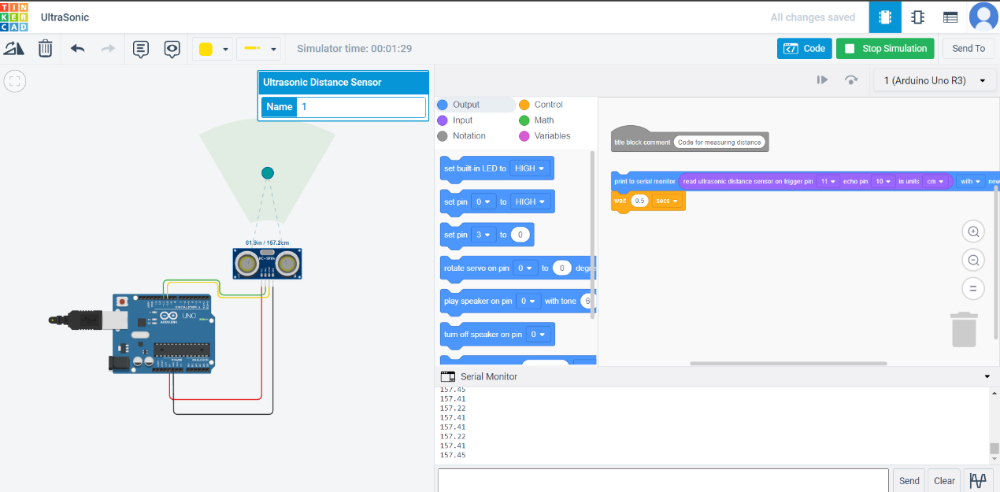 TIN
KER
CAD
UltraSonic
All changes saved
Simulator time: 00:01:29
Code
Stop Simulation
Send To
Ultrasonic Distance Sensor
Name 1
1 (Arduino Uno R3)
Output
Control
Input
Math
Notation
Variables
set built-in LED to HIGH
set pin 0 to HIGH
set pin 3 to 0
rotate servo on pin 0 to 0 degre
play speaker on pin 0 with tone 6
turn off speaker on pin 0
title block comment Code for measuring distance
print to serial monitor read ultrasonic distance sensor on trigger pin 11 echo pin 10 in units cm with new
wait 0.5 secs
61.9in / 157.2cm
HC-SR04
UNO
ARDUINO
DIGITAL (PWM~)
POWER
ANALOG IN
Serial Monitor
157.45
157.41
157.22
157.41
157.41
157.22
157.41
157.45
Send
Clear